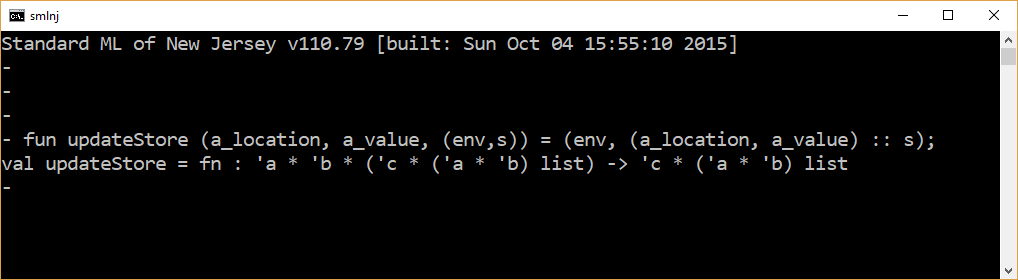 smlnj
Standard ML of New Jersey v110.79 [built: Sun Oct 04 15:55:10 2015]
-
-
-
- fun updateStore (a_location, a_value, (env,s)) = (env, (a_location, a_value) :: s);
val updateStore = fn : 'a * 'b * ('c * ('a * 'b) list) -> 'c * ('a * 'b) list
-